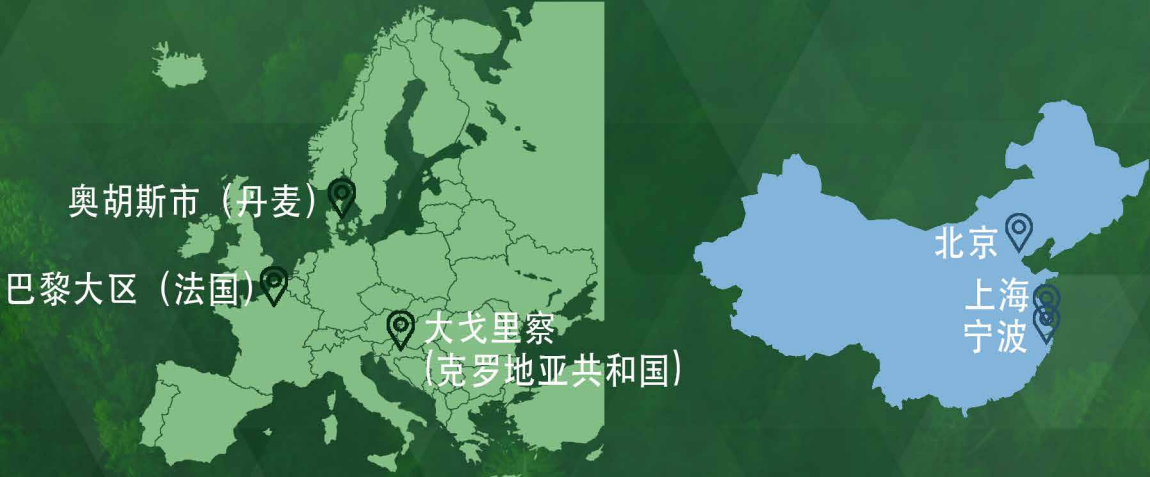 奥胡斯市（丹麦）
巴黎大区（法国)
大戈里察
(克罗地亚共和国)
北京
上海
宁波